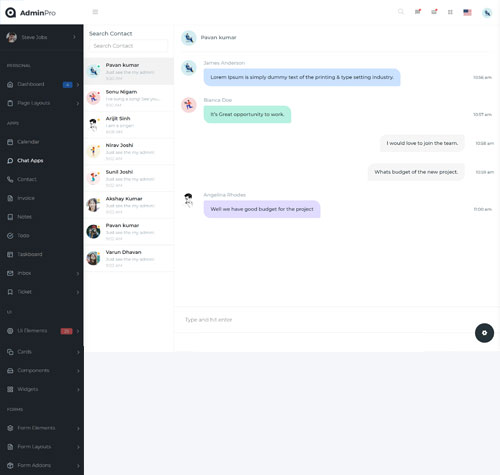 AdminPro
Steve Jobs
PERSONAL
Dashboard
Page Layouts
APPS
Calendar
Chat Apps
Contact
Invoice
Notes
Todo
Taskboard
Inbox
Ticket
UI
Ui Elements
Cards
Components
Widgets
FORMS
Form Elements
Form Layouts
Form Addons
Search Contact
Search Contact
Pavan kumar
Just see the my admin!
9:02 AM
Sonu Nigam
I've sung a song! See you...
Arijit Sinh
I am a singer!
Nirav Joshi
Just see the my admin!
9:02 AM
Sunil Joshi
Just see the my admin!
9:02 AM
Akshay Kumar
Just see the my admin!
9:02 AM
Pavan kumar
Just see the my admin!
9:02 AM
Varun Dhavan
Just see the my admin!
9:02 AM
Pavan kumar
James Anderson
Lorem Ipsum is simply dummy text of the printing & type setting industry.
10:56 am
Bianca Doe
It's Great opportunity to work.
10:57 am
I would love to join the team.
10:58 am
Whats budget of the new project.
10:59 am
Angelina Rhodes
Well we have good budget for the project
11:00 am
Type and hit enter